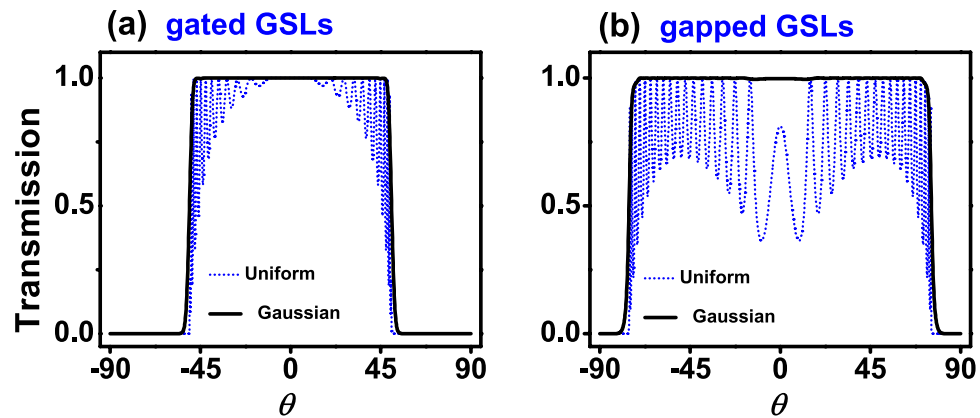 (a) gated GSLs
(b) gapped GSLs
Transmission
1.0
0.5
0.0
Uniform
Gaussian
-90 -45 0 45 90
θ
1.0
0.5
0.0
Uniform
Gaussian
-90 -45 0 45 90
θ